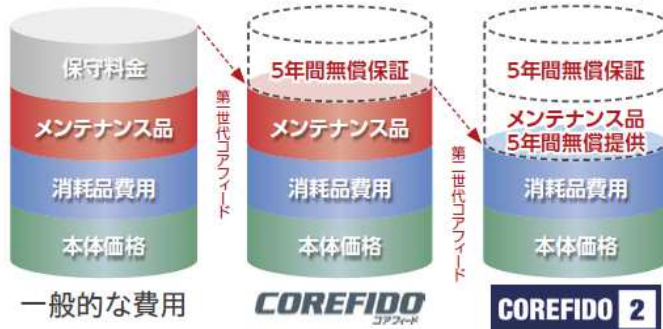 保守料金
メンテナンス品
消耗品費用
本体価格
一般的な費用
第一世代コアフィード
5年間無償保証
メンテナンス品
消耗品費用
本体価格
COREFIDO
コアフィード
第二世代コアフィード
5年間無償保証
メンテナンス品
5年間無償提供
消耗品費用
本体価格
COREFIDO 2